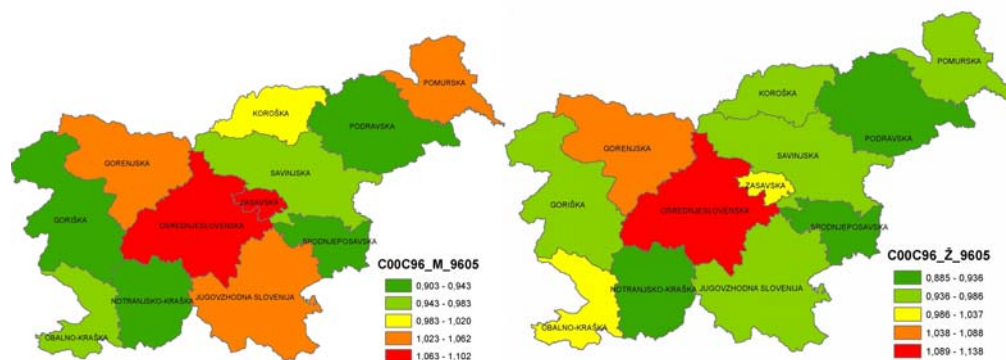 POMURSKA
KOROŠKA
PODRAVSKA
GORENJSKA
SAVINJSKA
ZASAVSKA
OSREDNJESLOVENSKA
GORIŠKA
SPODNJEPOSAVSKA
NOTRANJSKO-KRAŠKA
JUGOVZHODNA SLOVENIJA
OBALNO-KRAŠKA
C00C96_M_9605
0,903 - 0,943
0,943 - 0,983
0,983 - 1,020
1,023 - 1,062
1,063 - 1,102
POMURSKA
KOROŠKA
PODRAVSKA
GORENJSKA
SAVINJSKA
ZASAVSKA
OSREDNJESLOVENSKA
GORIŠKA
SPODNJEPOSAVSKA
NOTRANJSKO-KRAŠKA
JUGOVZHODNA SLOVENIJA
OBALNO-KRAŠKA
C00C96_Ž_9605
0,885 - 0,936
0,936 - 0,986
0,986 - 1,037
1,038 - 1,088
1,089 - 1,138